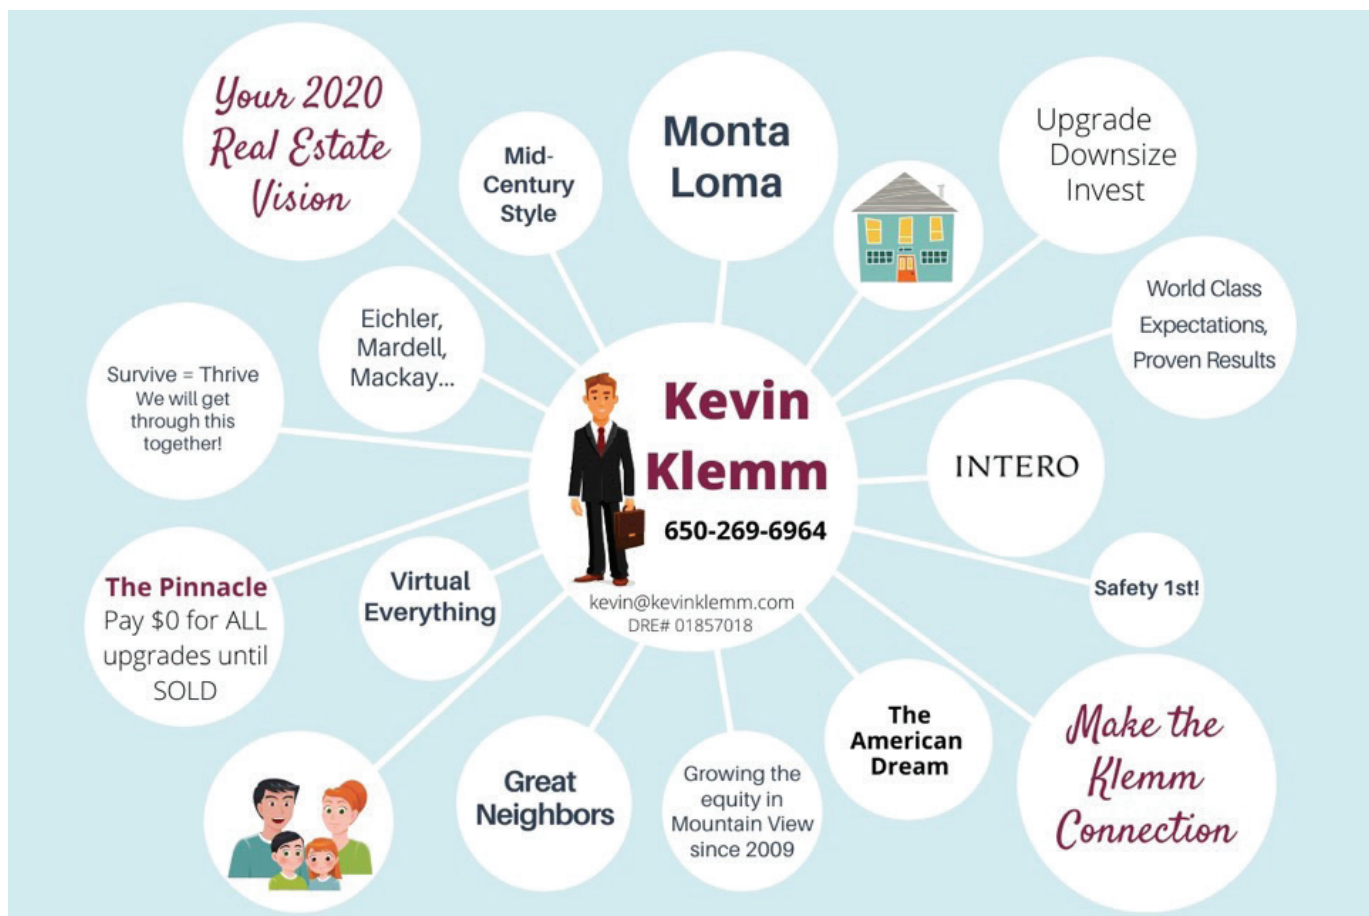 Your 2020
Real Estate
Vision
Mid-
Century
Style
Monta
Loma
Upgrade
Downsize
Invest
World Class
Expectations,
Proven Results
Eichler,
Mardell,
Mackay...
Survive = Thrive
We will get
through this
together!
Kevin
Klemm
650-269-6964
kevin@kevinklemm.com
DRE# 01857018
INTERO
Safety 1st!
The Pinnacle
Pay $0 for ALL
upgrades until
SOLD
Virtual
Everything
Great
Neighbors
Growing the
equity in
Mountain View
since 2009
The
American
Dream
Make the
Klemm
Connection